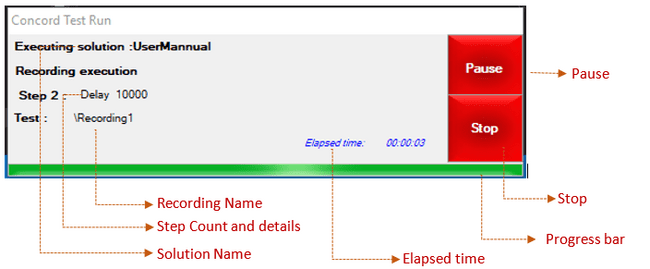 Concord Test Run
Executing solution :UserMannual
Recording execution
Step 2 : Delay 10000
Test : \Recording1
Elapsed time: 00:00:03
Pause
Stop
Pause
Stop
Progress bar
Recording Name
Step Count and details
Solution Name
Elapsed time